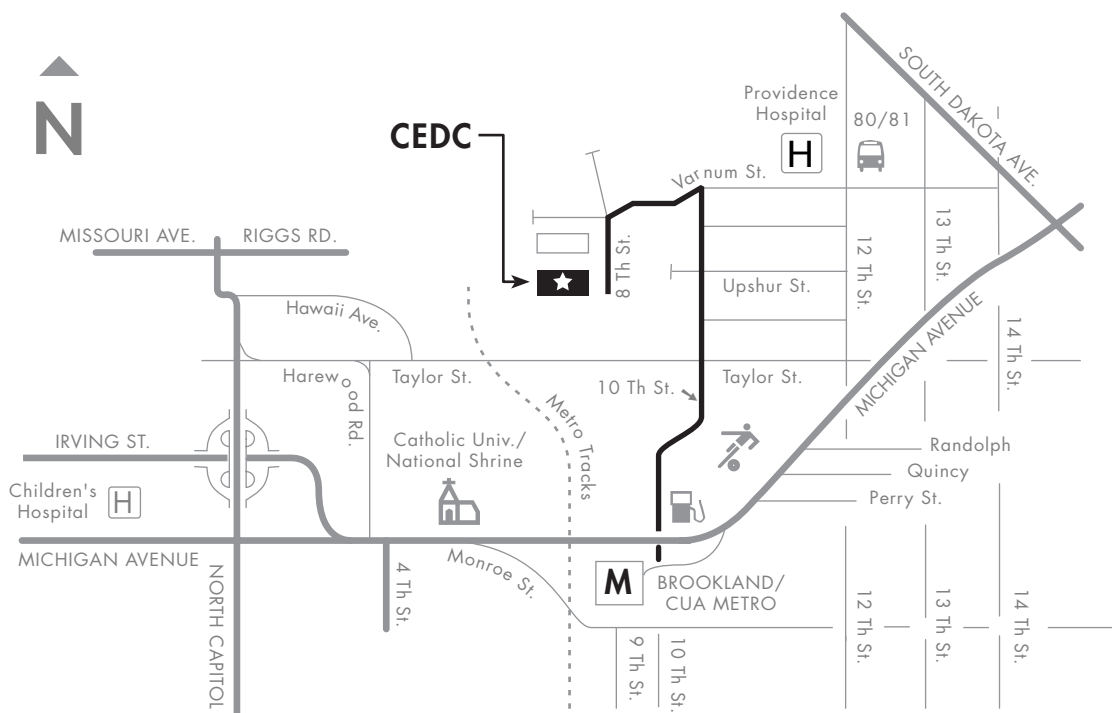 N
CEDC
Providence
Hospital
H
80/81
SOUTH DAKOTA AVE.
Varnum St.
MISSOURI AVE.
RIGGS RD.
8 Th St.
12 Th St.
13 Th St.
Upshur St.
Hawaii Ave.
MICHIGAN AVENUE
14 Th St.
Harewood Rd.
Taylor St.
10 Th St.
Taylor St.
Metro Tracks
IRVING ST.
Catholic Univ./
National Shrine
Randolph
Quincy
Perry St.
Children's
Hospital
H
MICHIGAN AVENUE
NORTH CAPITOL
4 Th St.
Monroe St.
M
BROOKLAND/
CUA METRO
9 Th St.
10 Th St.
12 Th St.
13 Th St.
14 Th St.